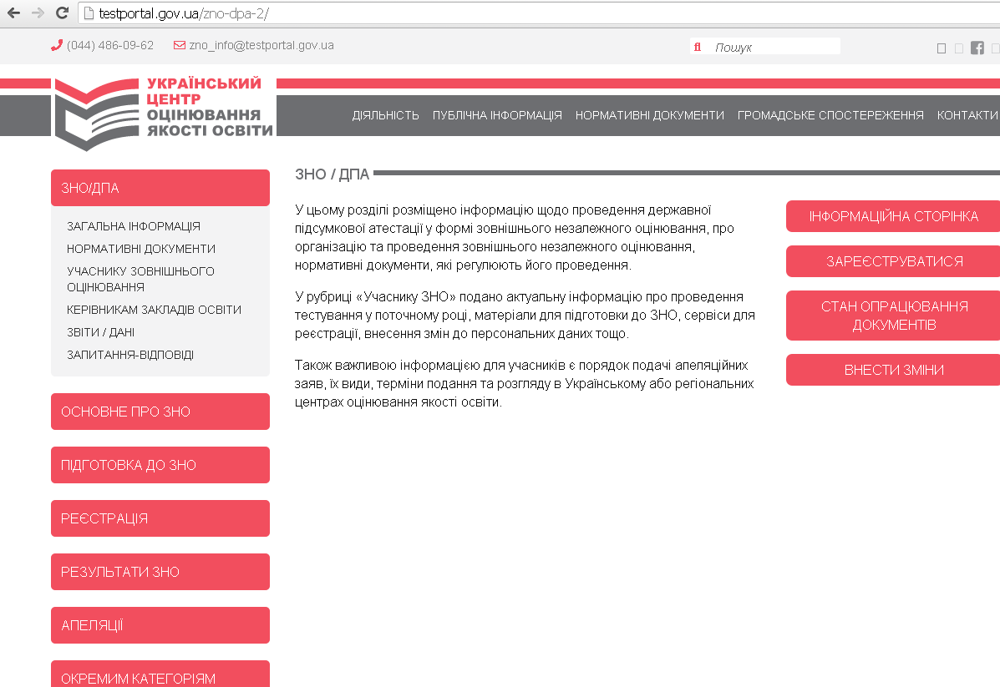 testportal.gov.ua/zno-dpa-2/
(044) 486-09-62
zno_info@testportal.gov.ua
Пошук
УКРАЇНСЬКИЙ
ЦЕНТР
ОЦІНЮВАННЯ
ЯКОСТІ ОСВІТИ
ДІЯЛЬНІСТЬ
ПУБЛІЧНА ІНФОРМАЦІЯ
НОРМАТИВНІ ДОКУМЕНТИ
ГРОМАДСЬКЕ СПОСТЕРЕЖЕННЯ
КОНТАКТИ
ЗНО/ДПА
ЗАГАЛЬНА ІНФОРМАЦІЯ
НОРМАТИВНІ ДОКУМЕНТИ
УЧАСНИКУ ЗОВНІШНЬОГО
ОЦІНЮВАННЯ
КЕРІВНИКАМ ЗАКЛАДІВ ОСВІТИ
ЗВІТИ / ДАНІ
ЗАПИТАННЯ-ВІДПОВІДІ
ОСНОВНЕ ПРО ЗНО
ПІДГОТОВКА ДО ЗНО
РЕЄСТРАЦІЯ
РЕЗУЛЬТАТИ ЗНО
АПЕЛЯЦІЇ
ОКРЕМИМ КАТЕГОРІЯМ
ЗНО / ДПА
У цьому розділі розміщено інформацію щодо проведення державної
підсумкової атестації у формі зовнішнього незалежного оцінювання, про
організацію та проведення зовнішнього незалежного оцінювання,
нормативні документи, які регулюють його проведення.
У рубриці «Учаснику ЗНО» подано актуальну інформацію про проведення
тестування у поточному році, матеріали для підготовки до ЗНО, сервіси для
реєстрації, внесення змін до персональних даних тощо.
Також важливою інформацією для учасників є порядок подачі апеляційних
заяв, їх види, терміни подання та розгляду в Українському або регіональних
центрах оцінювання якості освіти.
ІНФОРМАЦІЙНА СТОРІНКА
ЗАРЕЄСТРУВАТИСЯ
СТАН ОПРАЦЮВАННЯ
ДОКУМЕНТІВ
ВНЕСТИ ЗМІНИ